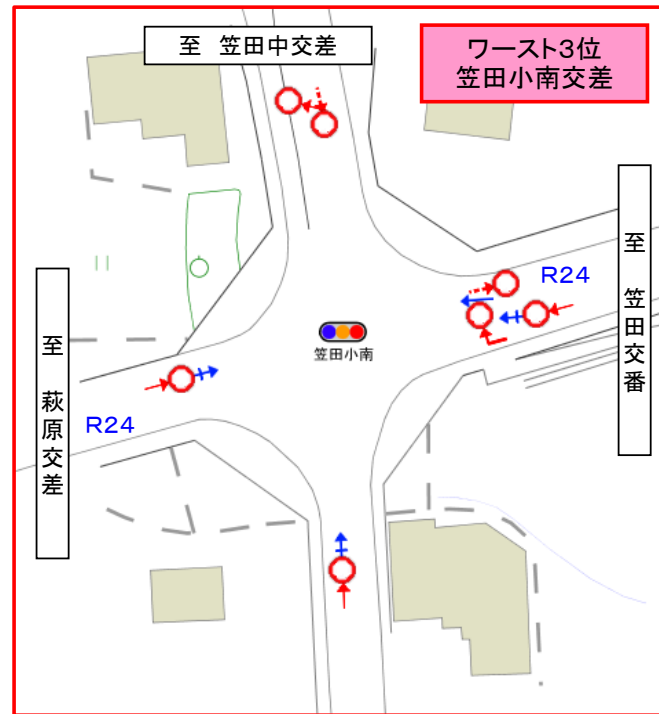 至 笠田中交差
ワースト3位
笠田小南交差
至 笠田交番
R24
笠田小南
至 萩原交差
R24